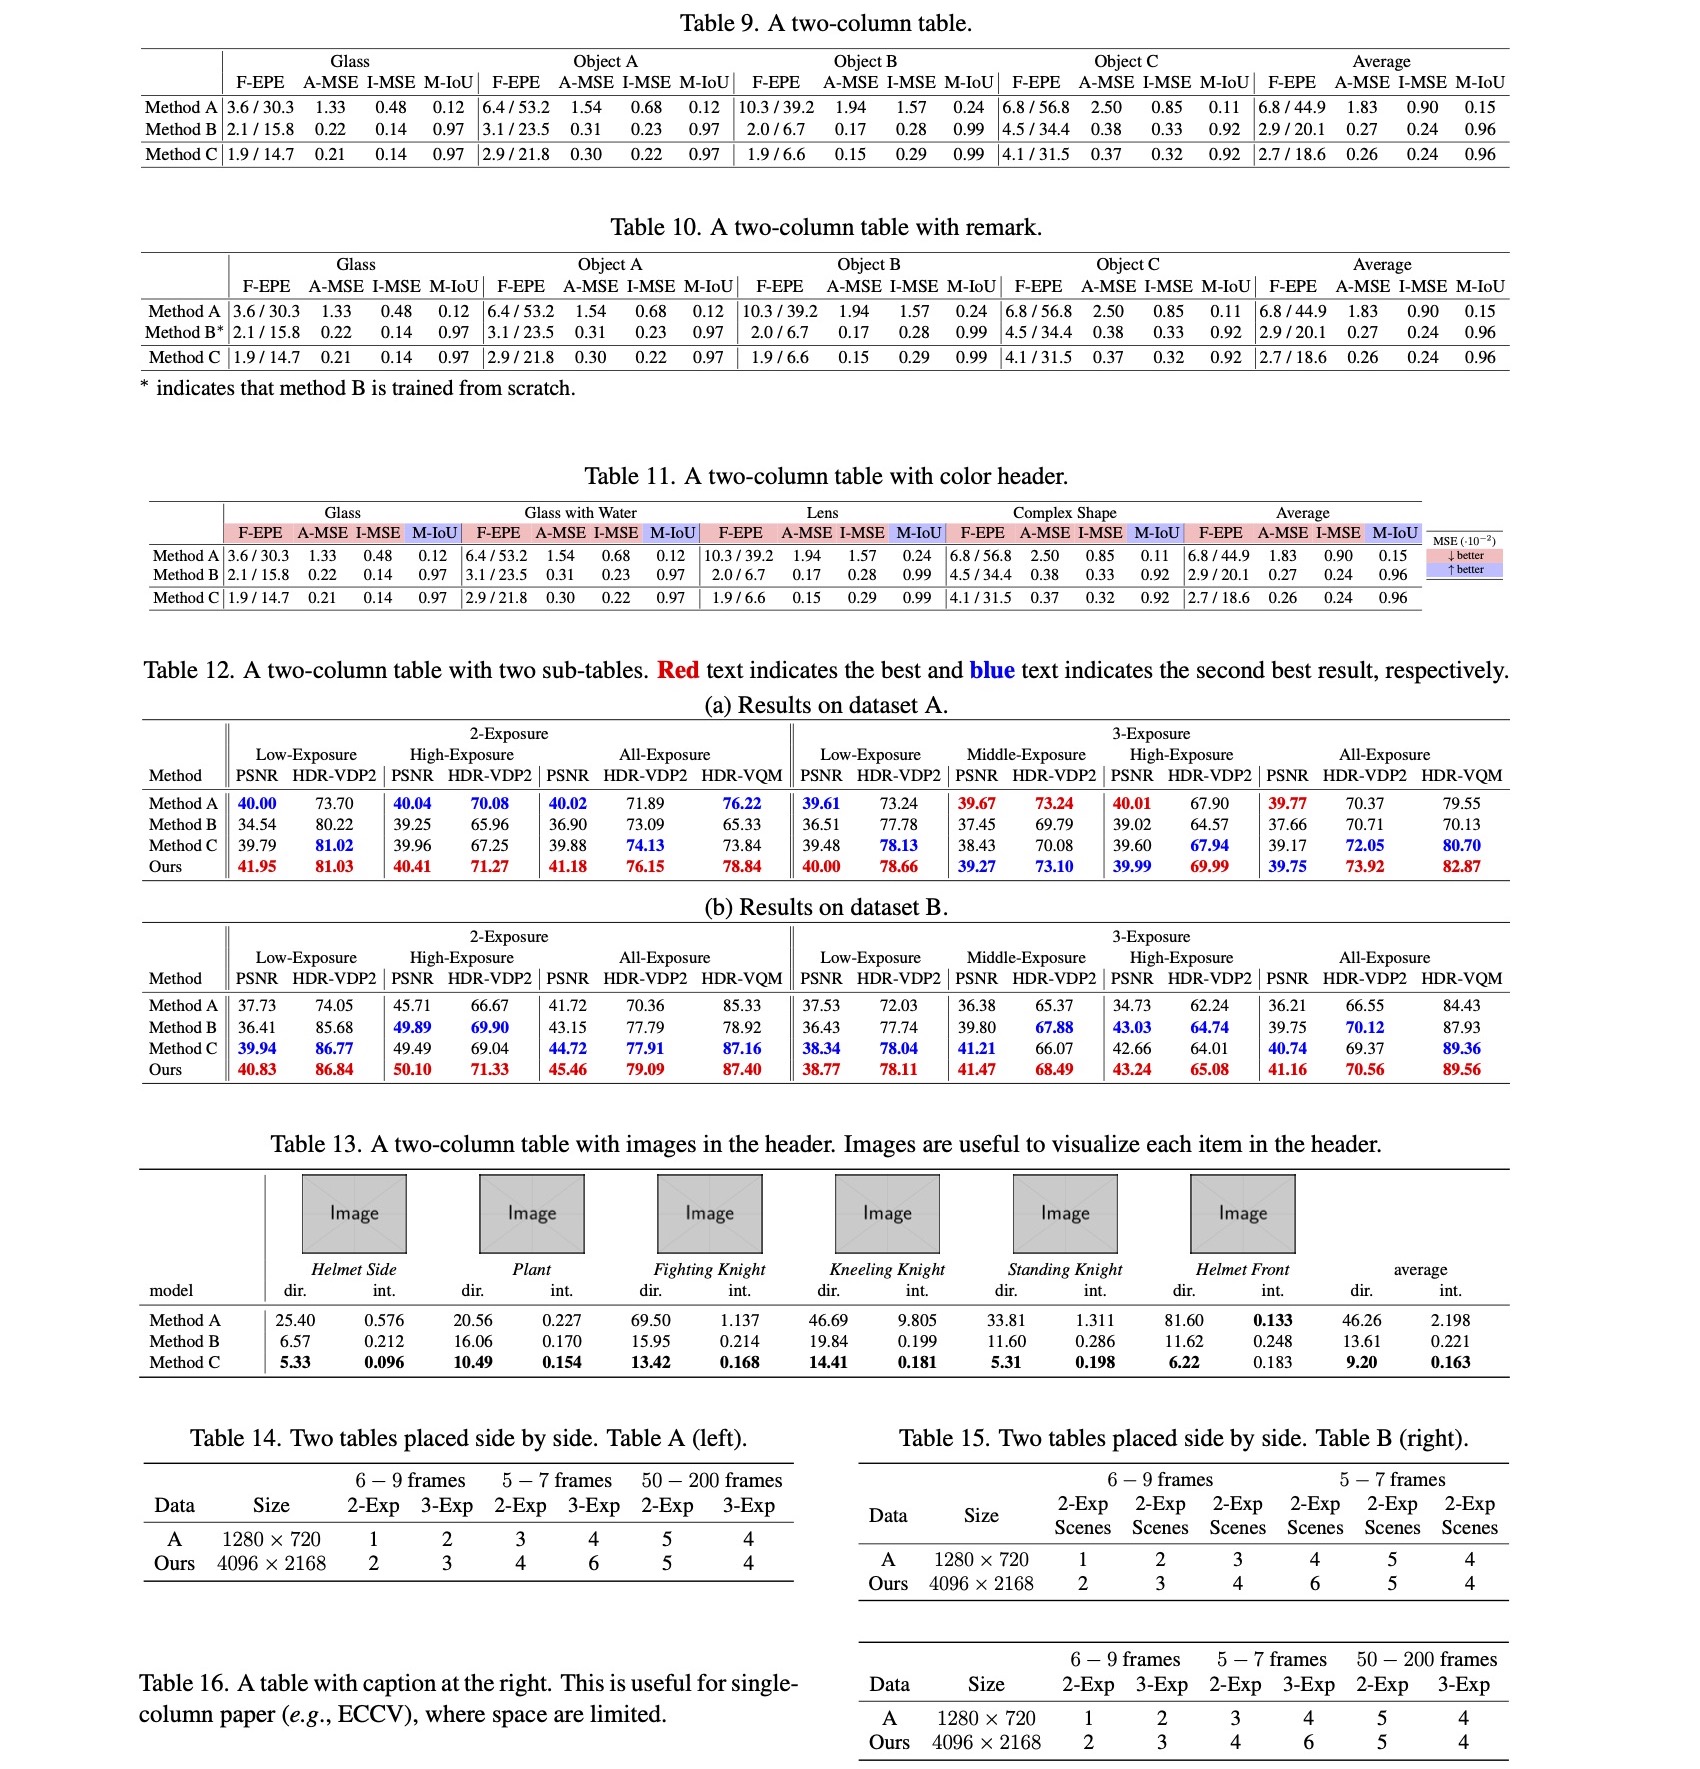 Table 9. A two-column table.
Glass Object A Object B Object C Average
F-EPE A-MSE I-MSE M-IoU F-EPE A-MSE I-MSE M-IoU F-EPE A-MSE I-MSE M-IoU F-EPE A-MSE I-MSE M-IoU F-EPE A-MSE I-MSE M-IoU
Method A 3.6 / 30.3 1.33 0.48 0.12 6.4 / 53.2 1.54 0.68 0.12 10.3 / 39.2 1.94 1.57 0.24 6.8 / 56.8 2.50 0.85 0.11 6.8 / 44.9 1.83 0.90 0.15
Method B 2.1 / 15.8 0.22 0.14 0.97 3.1 / 23.5 0.31 0.23 0.97 2.0 / 6.7 0.17 0.28 0.99 4.5 / 34.4 0.38 0.33 0.92 2.9 / 20.1 0.27 0.24 0.96
Method C 1.9 / 14.7 0.21 0.14 0.97 2.9 / 21.8 0.30 0.22 0.97 1.9 / 6.6 0.15 0.29 0.99 4.1 / 31.5 0.37 0.32 0.92 2.7 / 18.6 0.26 0.24 0.96
Table 10. A two-column table with remark.
Glass Object A Object B Object C Average
F-EPE A-MSE I-MSE M-IoU F-EPE A-MSE I-MSE M-IoU F-EPE A-MSE I-MSE M-IoU F-EPE A-MSE I-MSE M-IoU F-EPE A-MSE I-MSE M-IoU
Method A 3.6 / 30.3 1.33 0.48 0.12 6.4 / 53.2 1.54 0.68 0.12 10.3 / 39.2 1.94 1.57 0.24 6.8 / 56.8 2.50 0.85 0.11 6.8 / 44.9 1.83 0.90 0.15
Method B* 2.1 / 15.8 0.22 0.14 0.97 3.1 / 23.5 0.31 0.23 0.97 2.0 / 6.7 0.17 0.28 0.99 4.5 / 34.4 0.38 0.33 0.92 2.9 / 20.1 0.27 0.24 0.96
Method C 1.9 / 14.7 0.21 0.14 0.97 2.9 / 21.8 0.30 0.22 0.97 1.9 / 6.6 0.15 0.29 0.99 4.1 / 31.5 0.37 0.32 0.92 2.7 / 18.6 0.26 0.24 0.96
* indicates that method B is trained from scratch.
Table 11. A two-column table with color header.
Glass Glass with Water Lens Complex Shape Average
F-EPE A-MSE I-MSE M-IoU F-EPE A-MSE I-MSE M-IoU F-EPE A-MSE I-MSE M-IoU F-EPE A-MSE I-MSE M-IoU F-EPE A-MSE I-MSE M-IoU
Method A 3.6 / 30.3 1.33 0.48 0.12 6.4 / 53.2 1.54 0.68 0.12 10.3 / 39.2 1.94 1.57 0.24 6.8 / 56.8 2.50 0.85 0.11 6.8 / 44.9 1.83 0.90 0.15
Method B 2.1 / 15.8 0.22 0.14 0.97 3.1 / 23.5 0.31 0.23 0.97 2.0 / 6.7 0.17 0.28 0.99 4.5 / 34.4 0.38 0.33 0.92 2.9 / 20.1 0.27 0.24 0.96
Method C 1.9 / 14.7 0.21 0.14 0.97 2.9 / 21.8 0.30 0.22 0.97 1.9 / 6.6 0.15 0.29 0.99 4.1 / 31.5 0.37 0.32 0.92 2.7 / 18.6 0.26 0.24 0.96
MSE (·10⁻²)
↓ better
↑ better
Table 12. A two-column table with two sub-tables. Red text indicates the best and blue text indicates the second best result, respectively.
(a) Results on dataset A.
2-Exposure 3-Exposure
Low-Exposure High-Exposure All-Exposure Low-Exposure Middle-Exposure High-Exposure All-Exposure
Method PSNR HDR-VDP2 PSNR HDR-VDP2 PSNR HDR-VDP2 HDR-VQM PSNR HDR-VDP2 PSNR HDR-VDP2 PSNR HDR-VDP2 PSNR HDR-VDP2 HDR-VQM
Method A 40.00 73.70 40.04 70.08 40.02 71.89 76.22 39.61 73.24 39.67 73.24 40.01 67.90 39.77 70.37 79.55
Method B 34.54 80.22 39.25 65.96 36.90 73.09 65.33 36.51 77.78 37.45 69.79 39.02 64.57 37.66 70.71 70.13
Method C 39.79 81.02 39.96 67.25 39.88 74.13 73.84 39.48 78.13 38.43 70.08 39.60 67.94 39.17 72.05 80.70
Ours 41.95 81.03 40.41 71.27 41.18 76.15 78.84 40.00 78.66 39.27 73.10 39.99 69.99 39.75 73.92 82.87
(b) Results on dataset B.
2-Exposure 3-Exposure
Low-Exposure High-Exposure All-Exposure Low-Exposure Middle-Exposure High-Exposure All-Exposure
Method PSNR HDR-VDP2 PSNR HDR-VDP2 PSNR HDR-VDP2 HDR-VQM PSNR HDR-VDP2 PSNR HDR-VDP2 PSNR HDR-VDP2 PSNR HDR-VDP2 HDR-VQM
Method A 37.73 74.05 45.71 66.67 41.72 70.36 85.33 37.53 72.03 36.38 65.37 34.73 62.24 36.21 66.55 84.43
Method B 36.41 85.68 49.89 69.90 43.15 77.79 78.92 36.43 77.74 39.80 67.88 43.03 64.74 39.75 70.12 87.93
Method C 39.94 86.77 49.49 69.04 44.72 77.91 87.16 38.34 78.04 41.21 66.07 42.66 64.01 40.74 69.37 89.36
Ours 40.83 86.84 50.10 71.33 45.46 79.09 87.40 38.77 78.11 41.47 68.49 43.24 65.08 41.16 70.56 89.56
Table 13. A two-column table with images in the header. Images are useful to visualize each item in the header.
Image Image Image Image Image Image
Helmet Side Plant Fighting Knight Kneeling Knight Standing Knight Helmet Front average
model dir. int. dir. int. dir. int. dir. int. dir. int. dir. int. dir. int.
Method A 25.40 0.576 20.56 0.227 69.50 1.137 46.69 9.805 33.81 1.311 81.60 0.133 46.26 2.198
Method B 6.57 0.212 16.06 0.170 15.95 0.214 19.84 0.199 11.60 0.286 11.62 0.248 13.61 0.221
Method C 5.33 0.096 10.49 0.154 13.42 0.168 14.41 0.181 5.31 0.198 6.22 0.183 9.20 0.163
Table 14. Two tables placed side by side. Table A (left).
6 − 9 frames 5 − 7 frames 50 − 200 frames
Data Size 2-Exp 3-Exp 2-Exp 3-Exp 2-Exp 3-Exp
A 1280 × 720 1 2 3 4 5 4
Ours 4096 × 2168 2 3 4 6 5 4
Table 15. Two tables placed side by side. Table B (right).
6 − 9 frames 5 − 7 frames
Data Size 2-Exp 2-Exp 2-Exp 2-Exp 2-Exp 2-Exp
Scenes Scenes Scenes Scenes Scenes Scenes
A 1280 × 720 1 2 3 4 5 4
Ours 4096 × 2168 2 3 4 6 5 4
Table 16. A table with caption at the right. This is useful for single-
column paper (e.g., ECCV), where space are limited.
6 − 9 frames 5 − 7 frames 50 − 200 frames
Data Size 2-Exp 3-Exp 2-Exp 3-Exp 2-Exp 3-Exp
A 1280 × 720 1 2 3 4 5 4
Ours 4096 × 2168 2 3 4 6 5 4